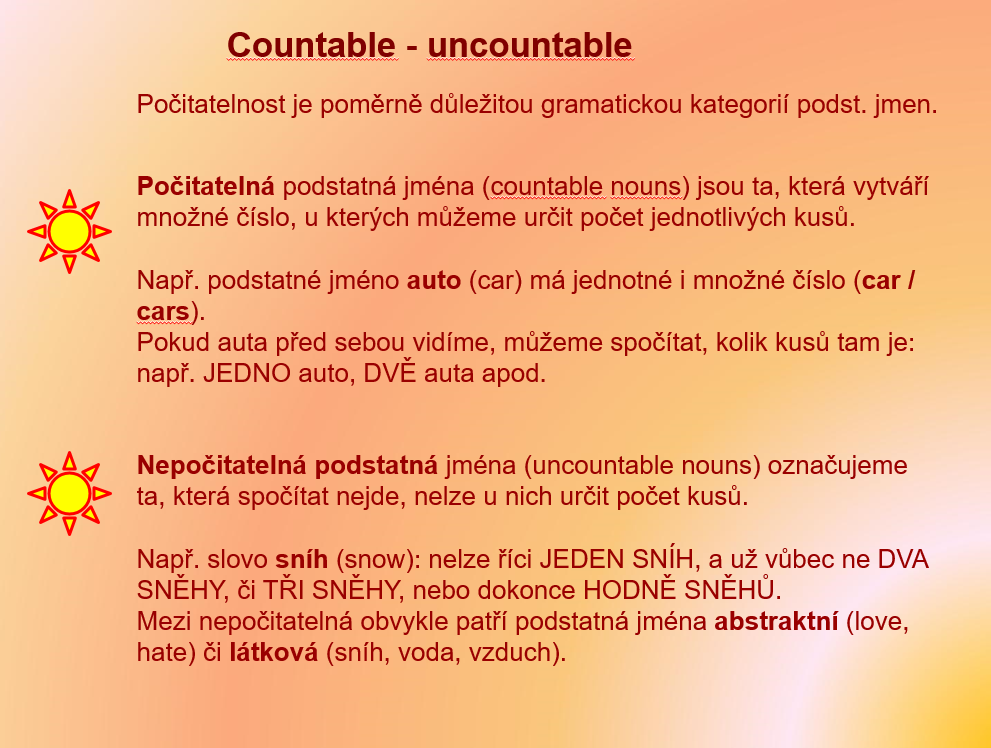 Countable - uncountable
Počitatelnost je poměrně důležitou gramatickou kategorií podst. jmen.
Počitatelná podstatná jména (countable nouns) jsou ta, která vytváří
množné číslo, u kterých můžeme určit počet jednotlivých kusů.
Např. podstatné jméno auto (car) má jednotné i množné číslo (car /
cars).
Pokud auta před sebou vidíme, můžeme spočítat, kolik kusů tam je:
např. JEDNO auto, DVĚ auta apod.
Nepočitatelná podstatná jména (uncountable nouns) označujeme
ta, která spočítat nejde, nelze u nich určit počet kusů.
Např. slovo sníh (snow): nelze říci JEDEN SNÍH, a už vůbec ne DVA
SNĚHY, či TŘI SNĚHY, nebo dokonce HODNĚ SNĚHŮ.
Mezi nepočitatelná obvykle patří podstatná jména abstraktní (love,
hate) či látková (sníh, voda, vzduch).